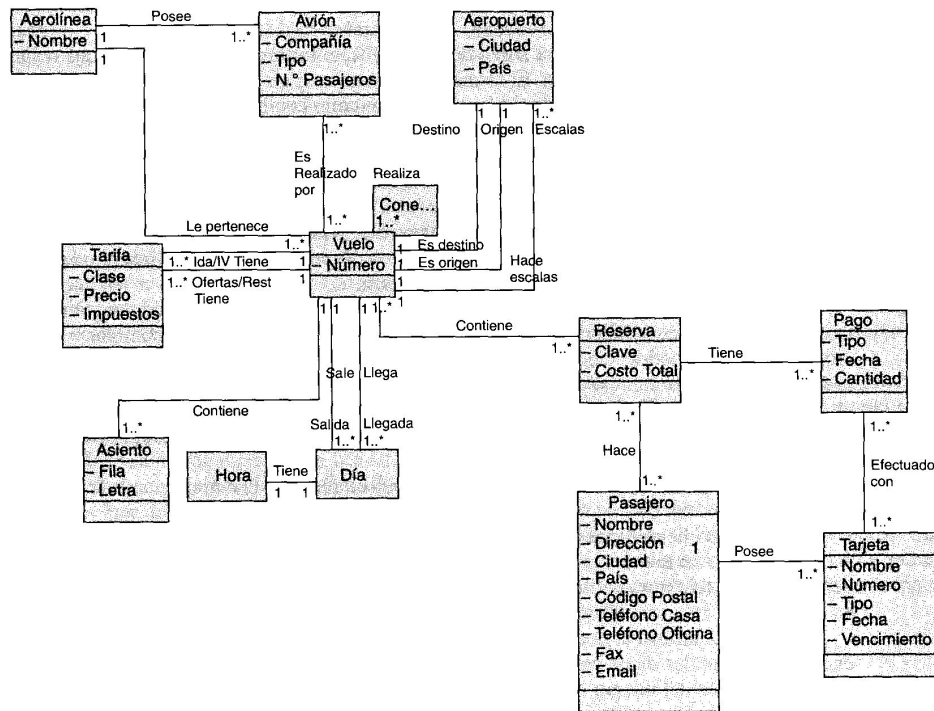 Aerolínea
– Nombre
1
1
Posee
1..*
Avión
– Compañía
– Tipo
– N.° Pasajeros
1..*
Aeropuerto
– Ciudad
– País
1
1
1..*
Destino
Origen
Escalas
Es
Realizado
por
Realiza
Cone...
1..*
1..*
Le pertenece
1..*
Vuelo
– Número
1
Es destino
1
Es origen
1
1
Hace
escalas
Tarifa
– Clase
– Precio
– Impuestos
1..*
Ida/IV Tiene
1
1..*
Ofertas/Rest
Tiene
1
1
1
1
1..*
Contiene
1..*
Reserva
– Clave
– Costo Total
Tiene
1..*
Pago
– Tipo
– Fecha
– Cantidad
Sale
Llega
Contiene
1..*
Salida
1..*
Llegada
1..*
Asiento
– Fila
– Letra
Hora
Tiene
1
1
Día
1..*
Hace
1..*
1..*
Efectuado
con
1..*
Pasajero
– Nombre
– Dirección
– Ciudad
– País
– Código Postal
– Teléfono Casa
– Teléfono Oficina
– Fax
– Email
1
Posee
1..*
Tarjeta
– Nombre
– Número
– Tipo
– Fecha
– Vencimiento